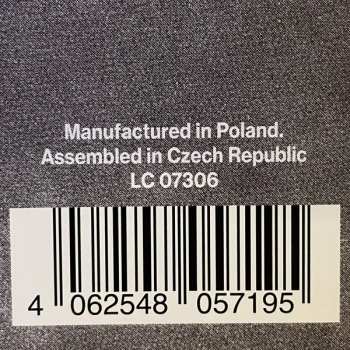 Manufactured in Poland.
Assembled in Czech Republic
LC 07306
4 062548 057195